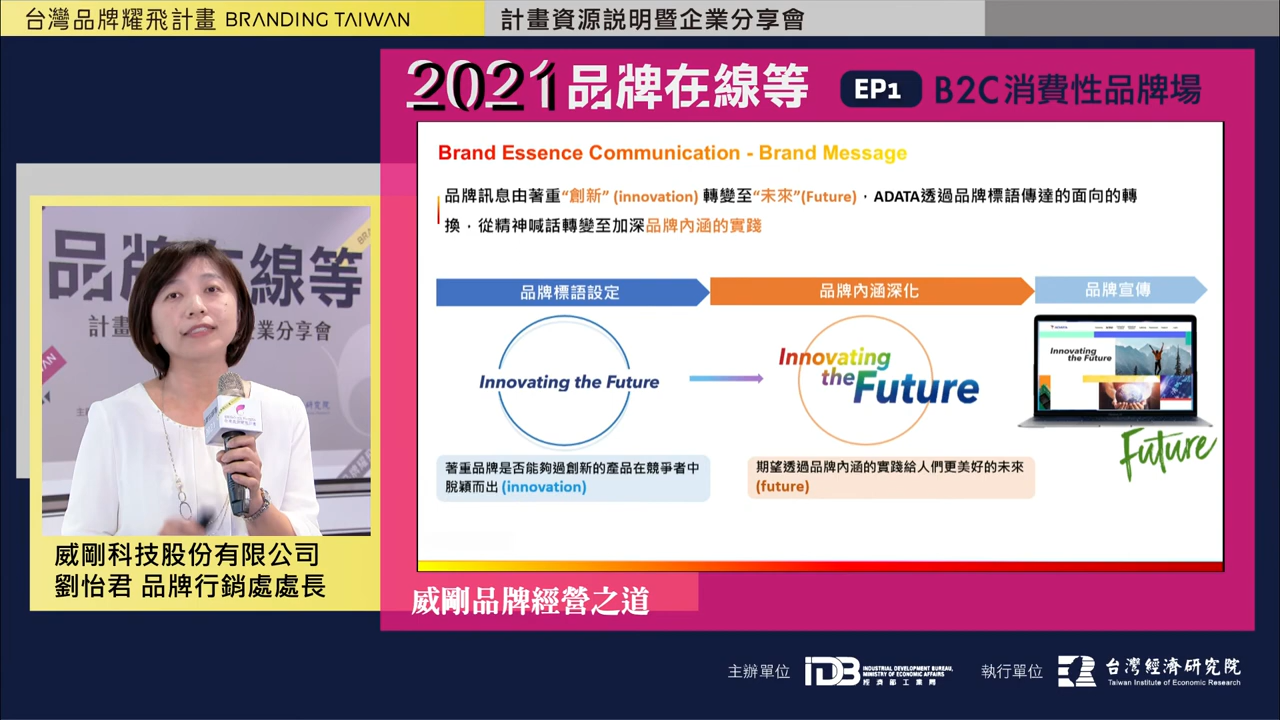 台灣品牌耀飛計畫 BRANDING TAIWAN
計畫資源説明暨企業分享會
2021品牌在線等 EP1 B2C消費性品牌場
Brand Essence Communication - Brand Message
品牌訊息由著重“創新” (innovation) 轉變至“未來”(Future)，ADATA透過品牌標語傳達的面向的轉
換，從精神喊話轉變至加深品牌內涵的實踐
品牌標語設定
品牌內涵深化
品牌宣傳
Innovating the Future
Innovating
the Future
Innovating
the Future
Future
著重品牌是否能夠過創新的產品在競爭者中
脫穎而出 (innovation)
期望透過品牌內涵的實踐給人們更美好的未來
(future)
威剛科技股份有限公司
劉怡君 品牌行銷處處長
威剛品牌經營之道
主辦單位 IDB INDUSTRIAL DEVELOPMENT BUREAU,
MINISTRY OF ECONOMIC AFFAIRS
經濟部工業局
執行單位 台灣經濟研究院
Taiwan Institute of Economic Research